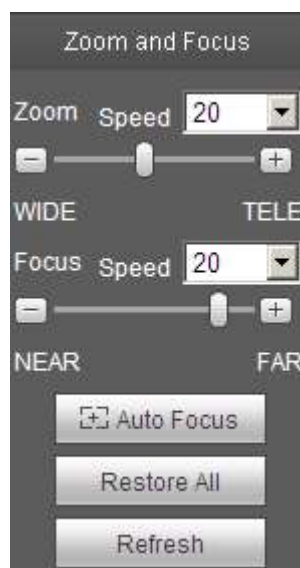 Zoom and Focus
Zoom Speed 20
WIDE TELE
Focus Speed 20
NEAR FAR
Auto Focus
Restore All
Refresh